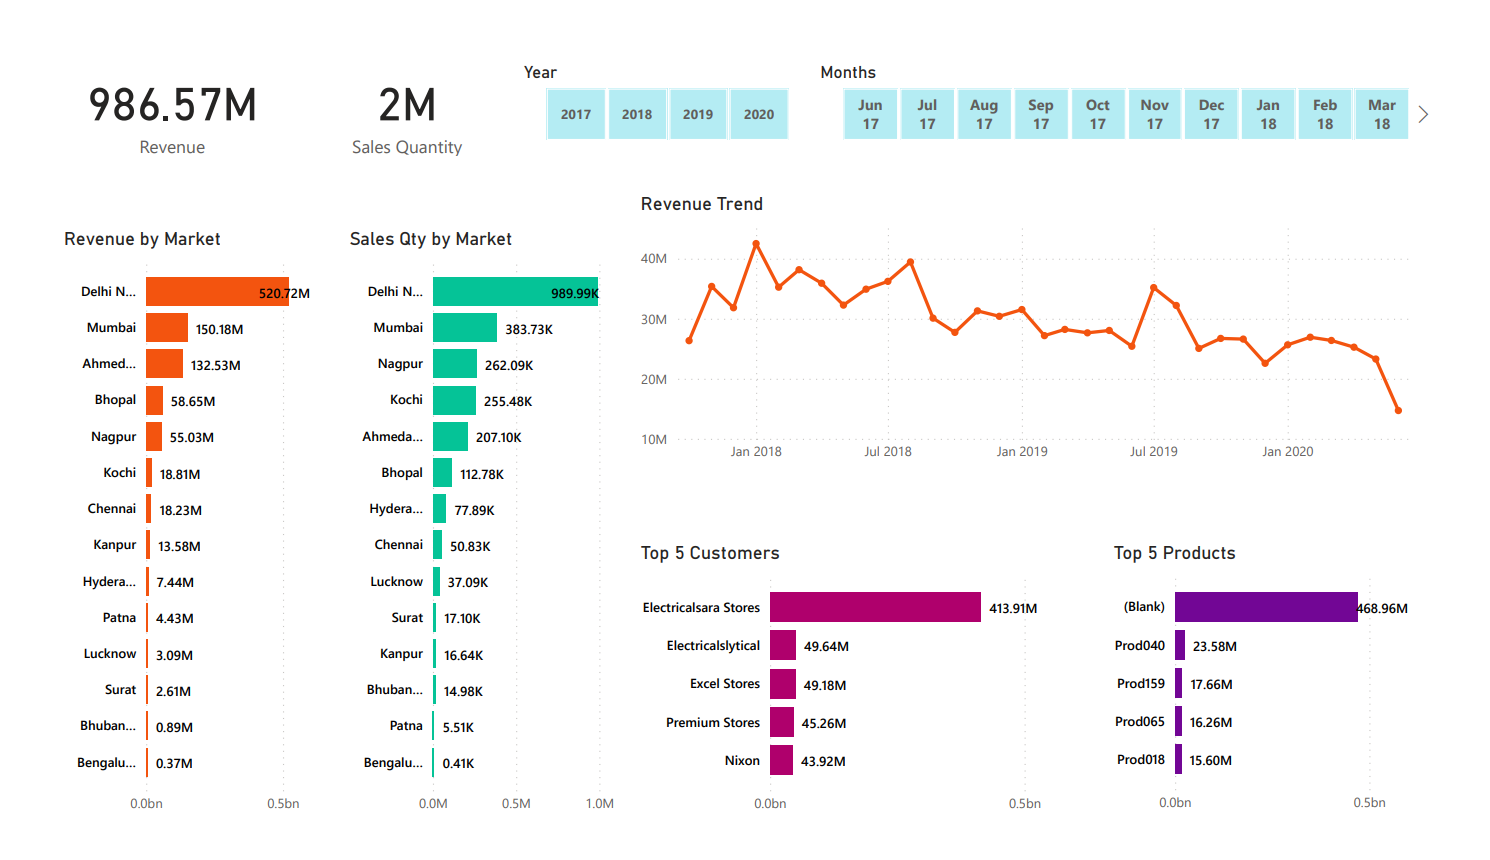 986.57M
Revenue
2M
Sales Quantity
Year
2017 2018 2019 2020
Months
Jun 17 Jul 17 Aug 17 Sep 17 Oct 17 Nov 17 Dec 17 Jan 18 Feb 18 Mar 18
Revenue by Market
Delhi N... 520.72M
Mumbai 150.18M
Ahmed... 132.53M
Bhopal 58.65M
Nagpur 55.03M
Kochi 18.81M
Chennai 18.23M
Kanpur 13.58M
Hydera... 7.44M
Patna 4.43M
Lucknow 3.09M
Surat 2.61M
Bhuban... 0.89M
Bengalu... 0.37M
0.0bn 0.5bn
Sales Qty by Market
Delhi N... 989.99K
Mumbai 383.73K
Nagpur 262.09K
Kochi 255.48K
Ahmeda... 207.10K
Bhopal 112.78K
Hydera... 77.89K
Chennai 50.83K
Lucknow 37.09K
Surat 17.10K
Kanpur 16.64K
Bhuban... 14.98K
Patna 5.51K
Bengalu... 0.41K
0.0M 0.5M 1.0M
Revenue Trend
40M
30M
20M
10M
Jan 2018 Jul 2018 Jan 2019 Jul 2019 Jan 2020
Top 5 Customers
Electricalsara Stores 413.91M
Electricalslytical 49.64M
Excel Stores 49.18M
Premium Stores 45.26M
Nixon 43.92M
0.0bn 0.5bn
Top 5 Products
(Blank) 468.96M
Prod040 23.58M
Prod159 17.66M
Prod065 16.26M
Prod018 15.60M
0.0bn 0.5bn